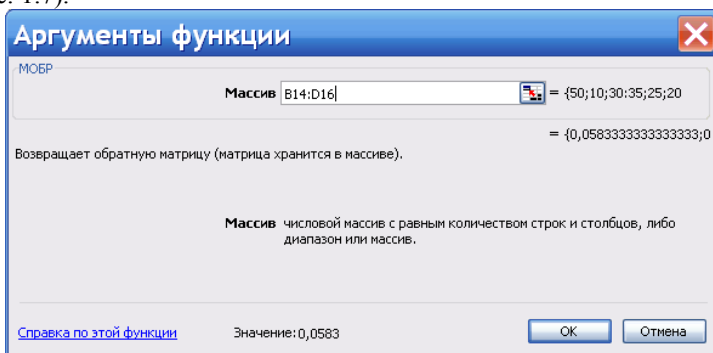 Аргументы функции
МОБР
Массив B14:D16 = {50;10;30:35;25;20
= {0,0583333333333333;0
Возвращает обратную матрицу (матрица хранится в массиве).
Массив числовой массив с равным количеством строк и столбцов, либо
диапазон или массив.
Справка по этой функции Значение:0,0583 ОК Отмена